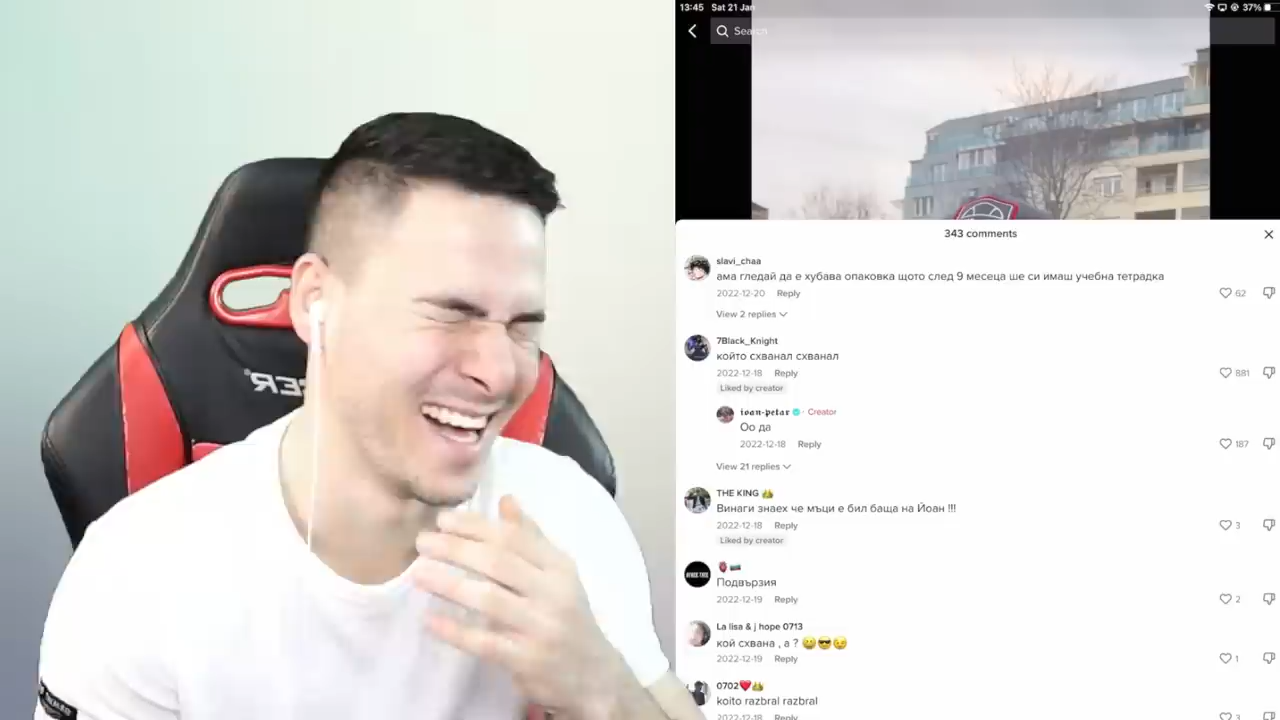 13:45 Sat 21 Jan
37%
Search
343 comments
slavi_chaa
ама гледай да е хубава опаковка щото след 9 месеца ше си имаш учебна тетрадка
2022-12-20 Reply
62
View 2 replies
7Black_Knight
който схванал схванал
2022-12-18 Reply
881
Liked by creator
ioan-petar · Creator
Оо да
2022-12-18 Reply
187
View 21 replies
THE KING
Винаги знаех че мъци е бил баща на Йоан !!!
2022-12-18 Reply
3
Liked by creator
Подвързия
2022-12-19 Reply
2
La lisa & j hope 0713
кой схвана , а ? 😀😎😉
2022-12-19 Reply
1
0702❤️
koito razbral razbral
2022-12-18 Reply
3